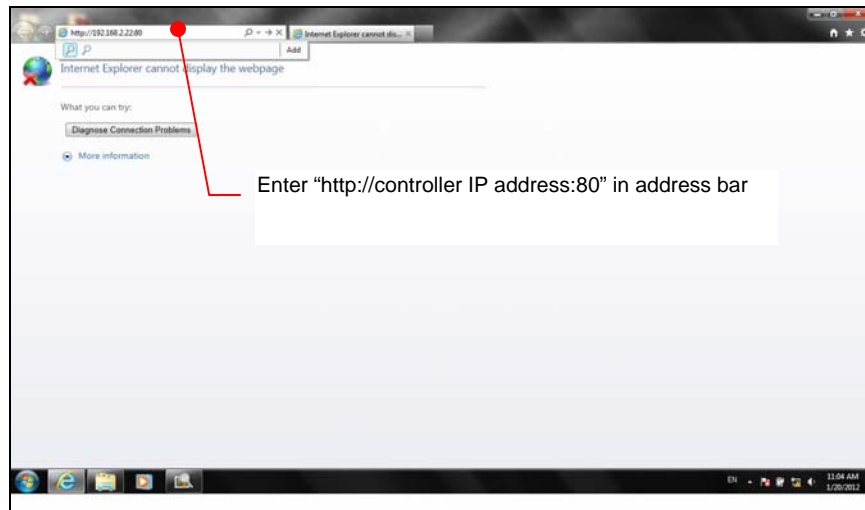 http://192.168.2.22:80
Internet Explorer cannot dis...
Add
Internet Explorer cannot display the webpage
What you can try:
Diagnose Connection Problems
More information
Enter “http://controller IP address:80” in address bar
EN
11:04 AM
1/20/2012